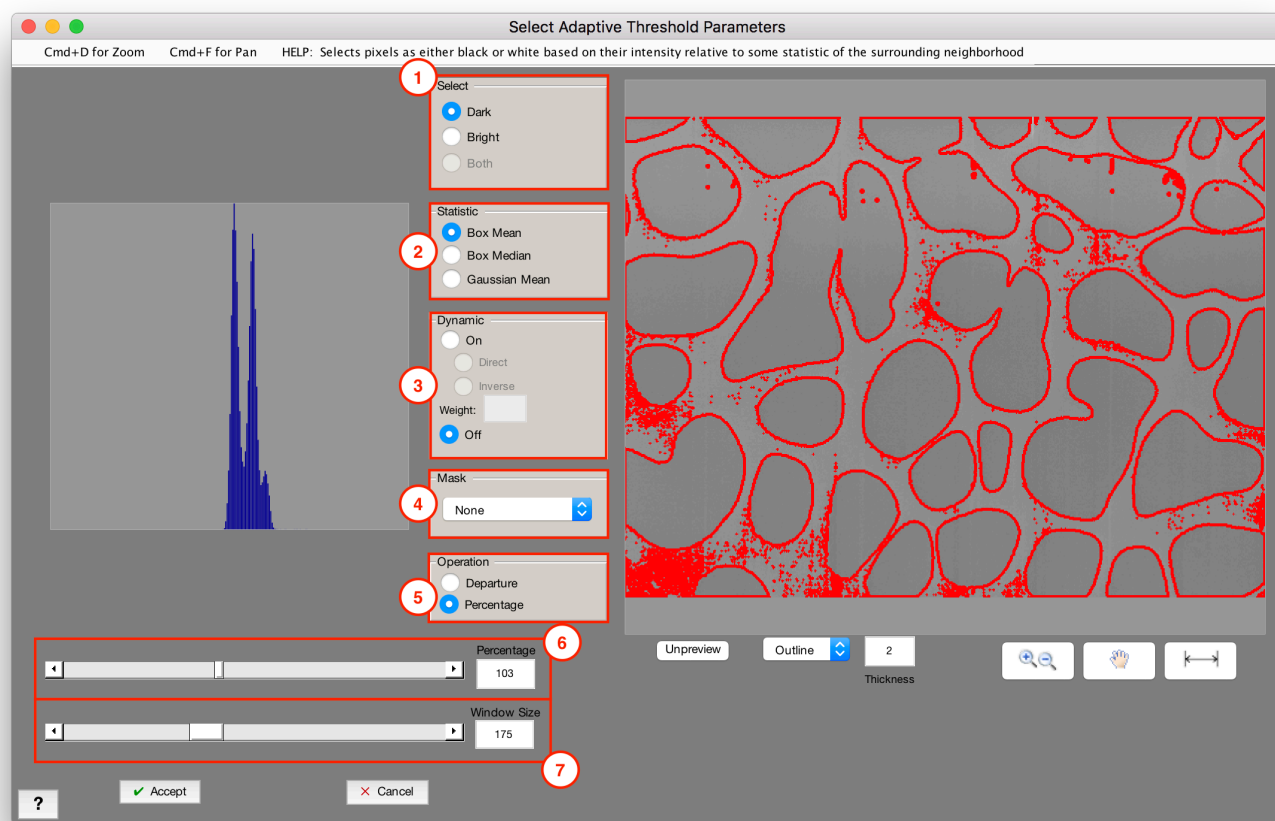 Select Adaptive Threshold Parameters
Cmd+D for Zoom Cmd+F for Pan HELP: Selects pixels as either black or white based on their intensity relative to some statistic of the surrounding neighborhood
1
Select
Dark
Bright
Both
2
Statistic
Box Mean
Box Median
Gaussian Mean
3
Dynamic
On
Direct
Inverse
Weight:
Off
4
Mask
None
5
Operation
Departure
Percentage
6
Percentage
103
Window Size
175
7
Unpreview
Outline
2
Thickness
Accept
Cancel
?